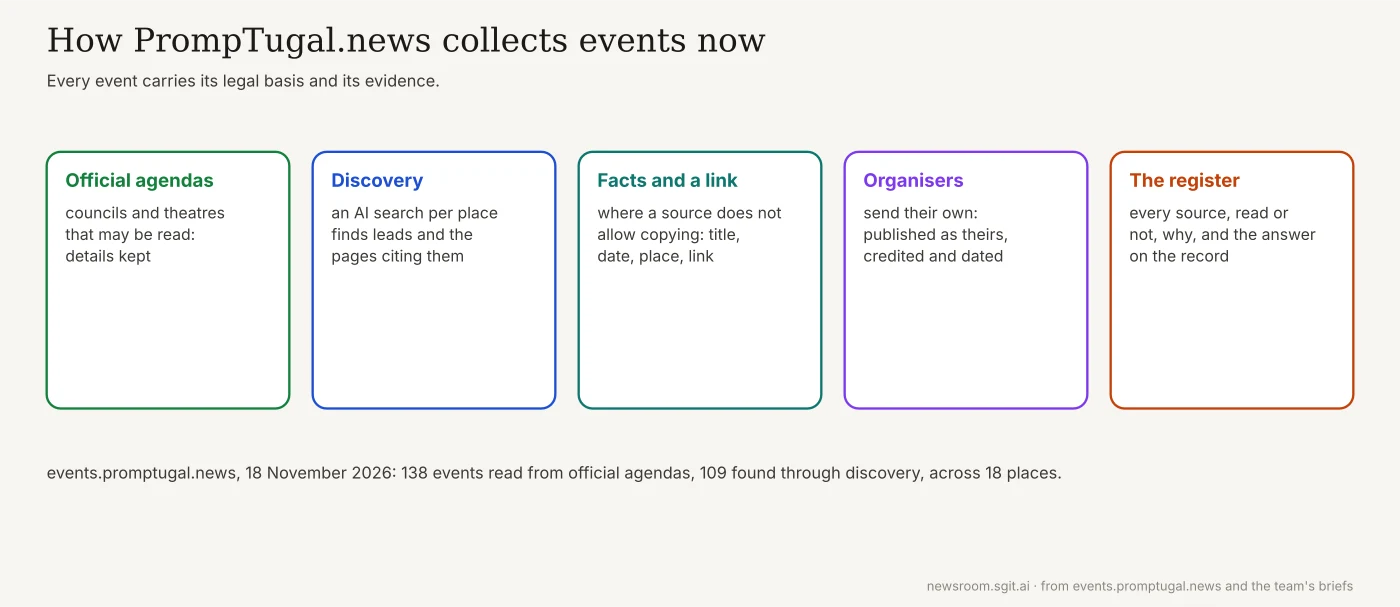 How PrompTugal.news collects events now
Every event carries its legal basis and its evidence.
Official agendas
councils and theatres
that may be read:
details kept
Discovery
an AI search per place
finds leads and the
pages citing them
Facts and a link
where a source does not
allow copying: title,
date, place, link
Organisers
send their own:
published as theirs,
credited and dated
The register
every source, read or
not, why, and the answer
on the record
events.promptugal.news, 18 November 2026: 138 events read from official agendas, 109 found through discovery, across 18 places.
newsroom.sgit.ai · from events.promptugal.news and the team's briefs